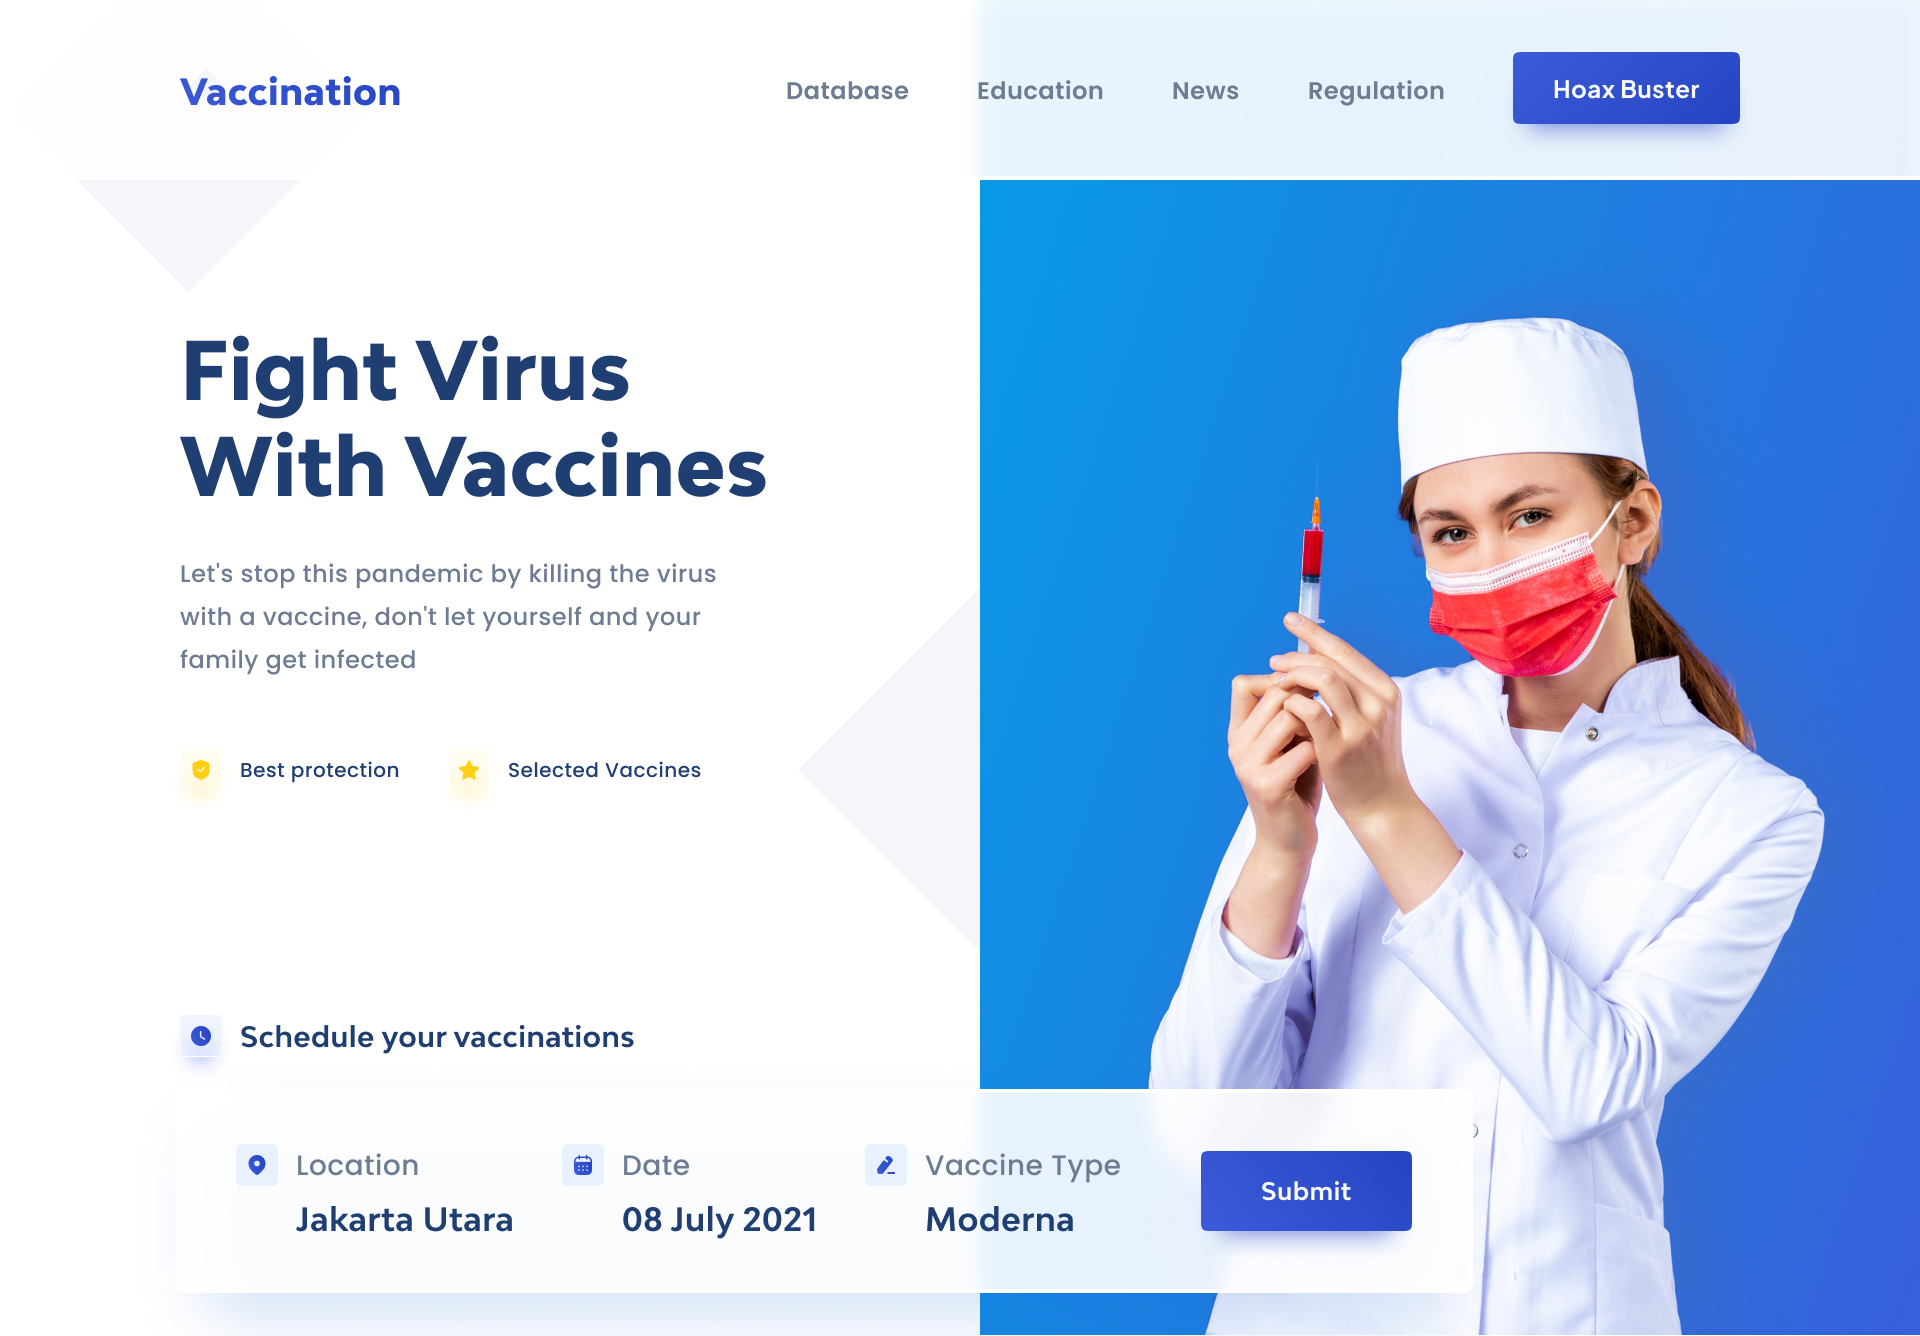 Vaccination
Database
Education
News
Regulation
Hoax Buster
Fight Virus
With Vaccines
Let's stop this pandemic by killing the virus
with a vaccine, don't let yourself and your
family get infected
Best protection
Selected Vaccines
Schedule your vaccinations
Location
Jakarta Utara
Date
08 July 2021
Vaccine Type
Moderna
Submit